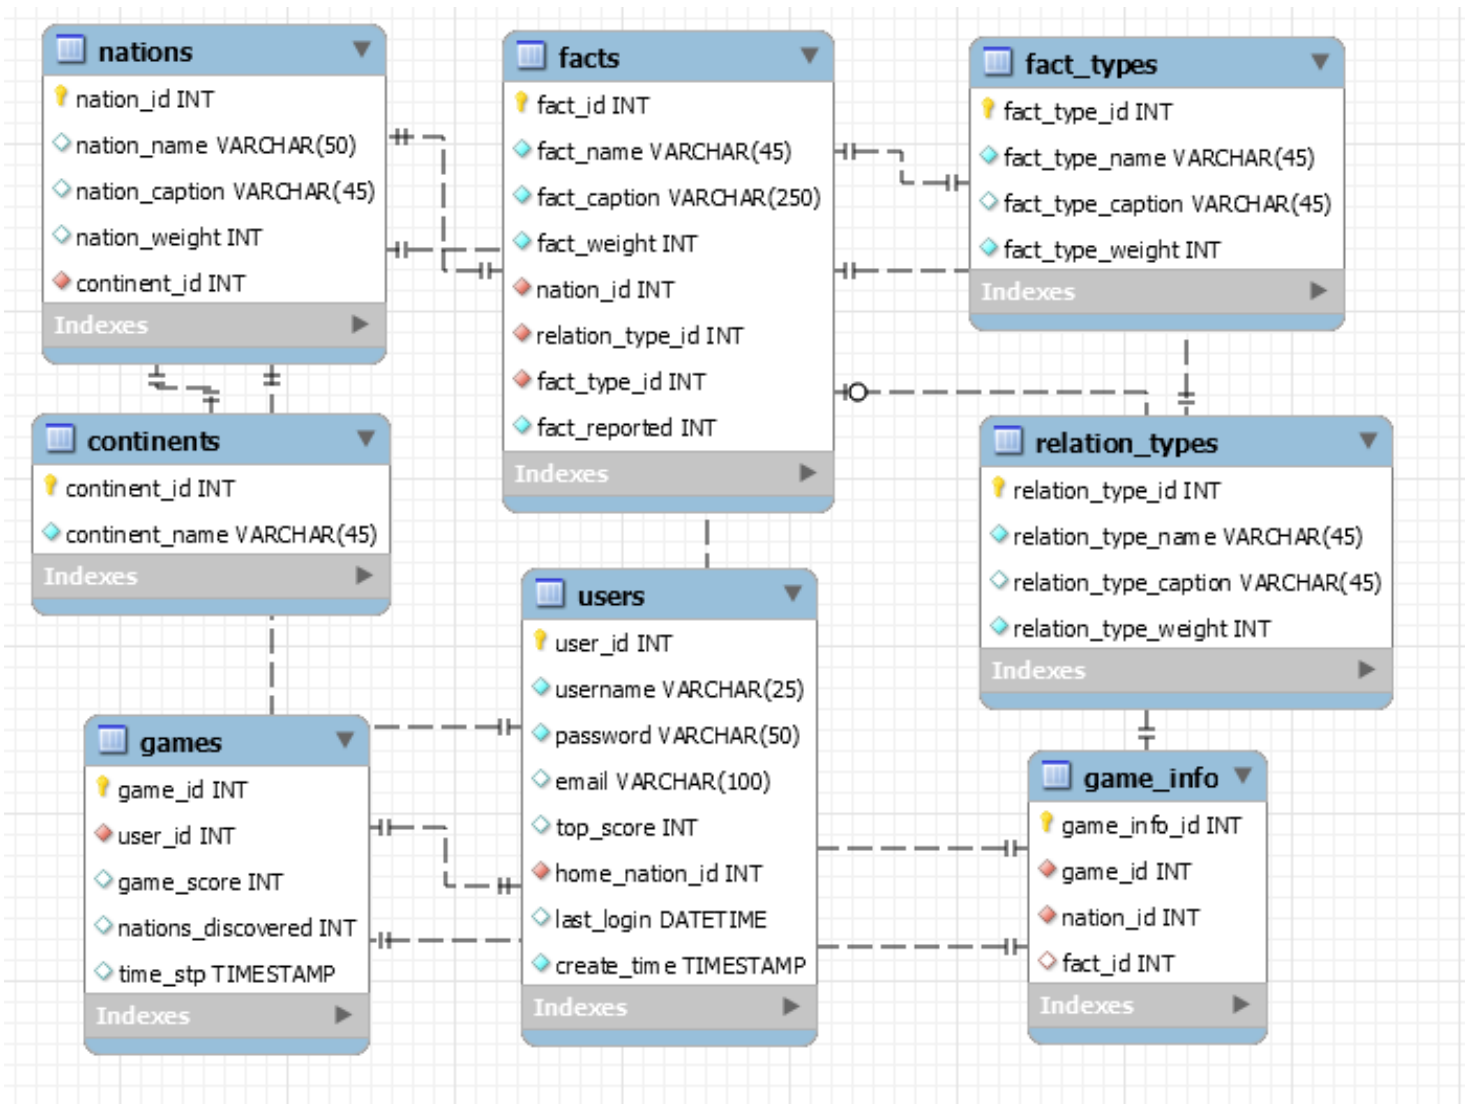 nations
nation_id INT
nation_name VARCHAR(50)
nation_caption VARCHAR(45)
nation_weight INT
continent_id INT
Indexes
facts
fact_id INT
fact_name VARCHAR(45)
fact_caption VARCHAR(250)
fact_weight INT
nation_id INT
relation_type_id INT
fact_type_id INT
fact_reported INT
Indexes
fact_types
fact_type_id INT
fact_type_name VARCHAR(45)
fact_type_caption VARCHAR(45)
fact_type_weight INT
Indexes
continents
continent_id INT
continent_name VARCHAR(45)
Indexes
relation_types
relation_type_id INT
relation_type_name VARCHAR(45)
relation_type_caption VARCHAR(45)
relation_type_weight INT
Indexes
users
user_id INT
username VARCHAR(25)
password VARCHAR(50)
email VARCHAR(100)
top_score INT
home_nation_id INT
last_login DATETIME
create_time TIMESTAMP
Indexes
games
game_id INT
user_id INT
game_score INT
nations_discovered INT
time_stp TIMESTAMP
Indexes
game_info
game_info_id INT
game_id INT
nation_id INT
fact_id INT
Indexes